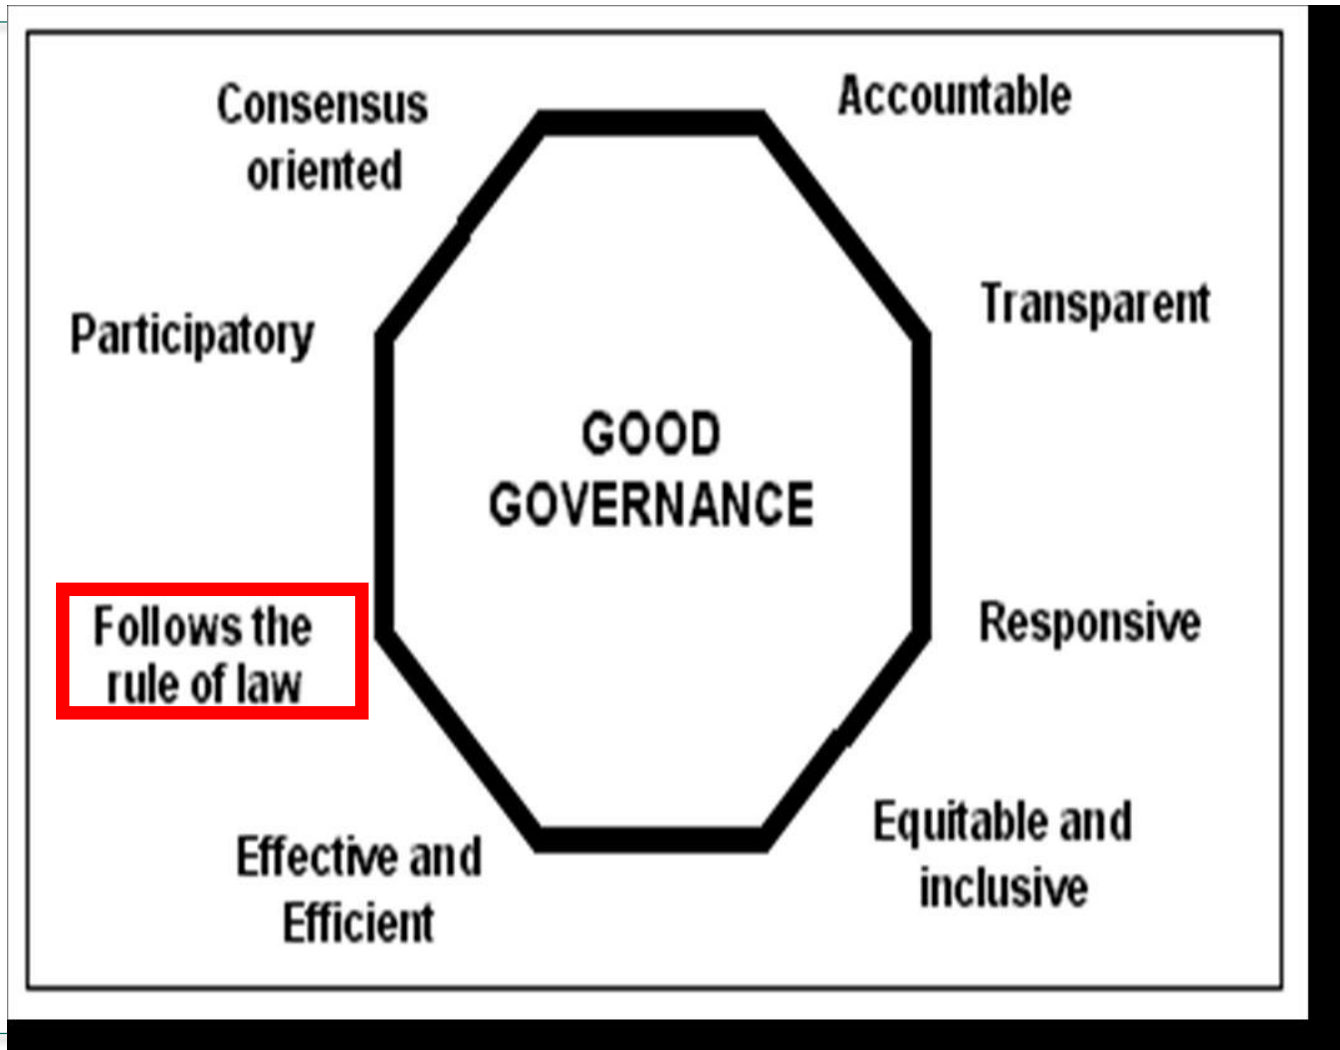 Consensus
oriented
Accountable
Participatory
Transparent
GOOD
GOVERNANCE
Follows the
rule of law
Responsive
Effective and
Efficient
Equitable and
inclusive